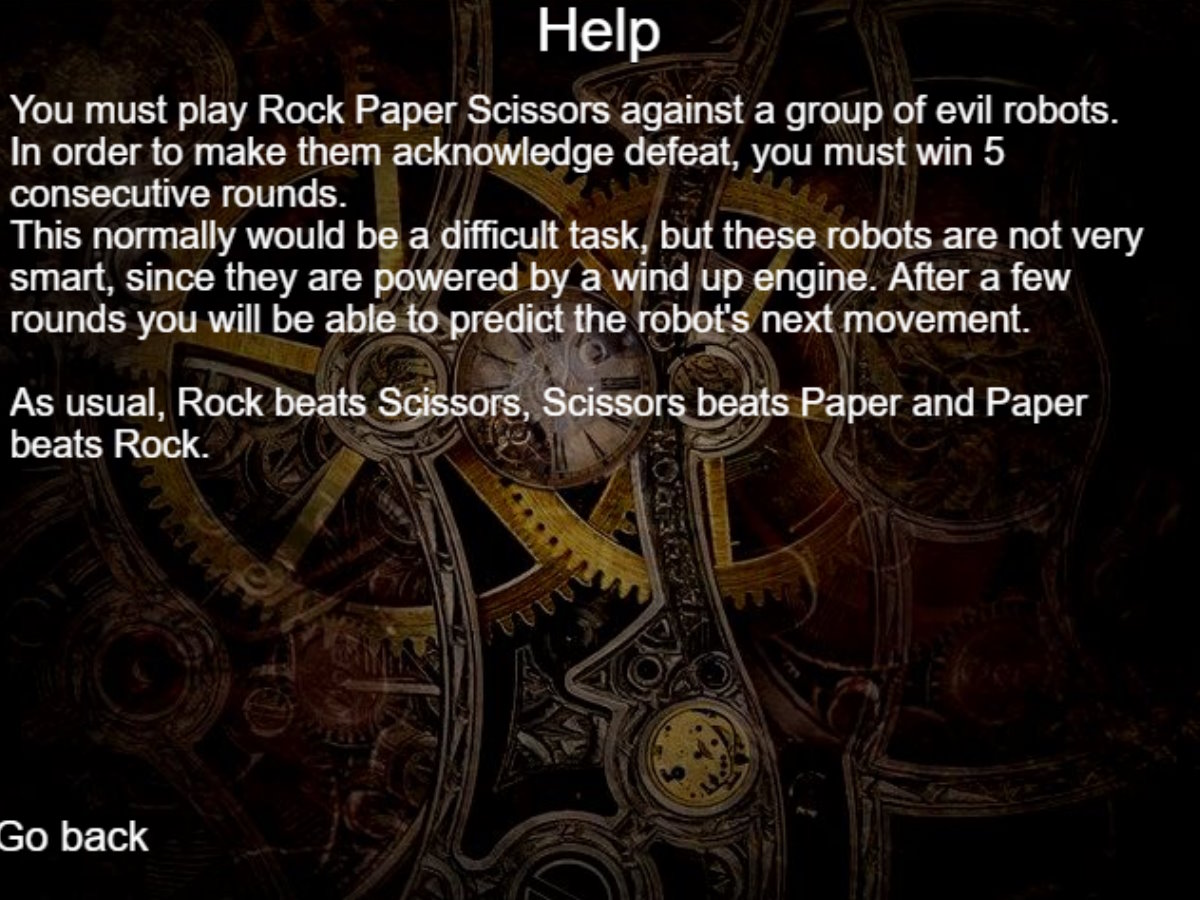 Help
You must play Rock Paper Scissors against a group of evil robots.
In order to make them acknowledge defeat, you must win 5
consecutive rounds.
This normally would be a difficult task, but these robots are not very
smart, since they are powered by a wind up engine. After a few
rounds you will be able to predict the robot's next movement.
As usual, Rock beats Scissors, Scissors beats Paper and Paper
beats Rock.
Go back